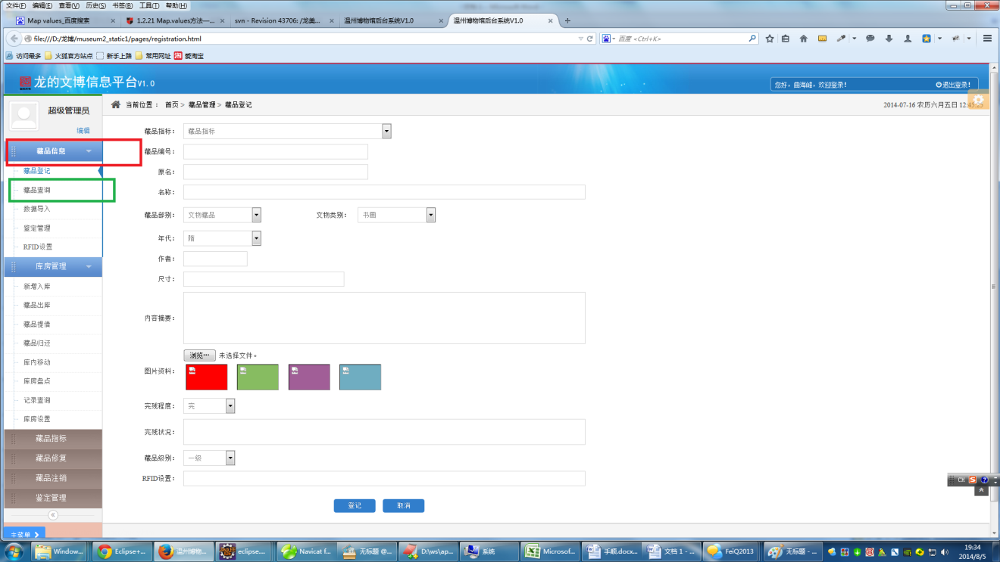 文件(F) 编辑(E) 查看(V) 历史(S) 书签(B) 工具(T) 帮助(H)
Map values_百度搜索 × 1.2.21 Map.values方法—... × svn - Revision 43706: /龙美... × 温州博物馆后台系统V1.0 × 温州博物馆后台系统V1.0 × +
file:///D:/龙博/museum2_static1/pages/registration.html 百度 <Ctrl+K>
访问最多 火狐官方站点 新手上路 常用网址 淘 爱淘宝
龙的文博信息平台V1.0
您好，曲海峰，欢迎登录! 退出登录!
超级管理员
编辑
当前位置： 首页 > 藏品管理 > 藏品登记
2014-07-16 农历六月五日 12:45:25
藏品信息
藏品登记
藏品查询
数据导入
鉴定管理
RFID设置
库房管理
新增入库
藏品出库
藏品提借
藏品归还
库内移动
库房盘点
记录查询
库房设置
藏品指标
藏品修复
藏品注销
鉴定管理
主菜单
藏品指标： 藏品指标
藏品编号：
原名：
名称：
藏品部别： 文物藏品 文物类别： 书画
年代： 隋
作者：
尺寸：
内容摘要：
浏览… 未选择文件。
图片资料：
完残程度： 完
完残状况：
藏品级别： 一级
RFID设置：
登记 取消
CH
Window... Eclipse+... 温州博物... eclipse.... Navicat f... 无标题 @... D:\ws\ap... 系统 Microsof... 手顺.docx... 文档 1 -... FeiQ2013 无标题 - ...
19:34
2014/8/5